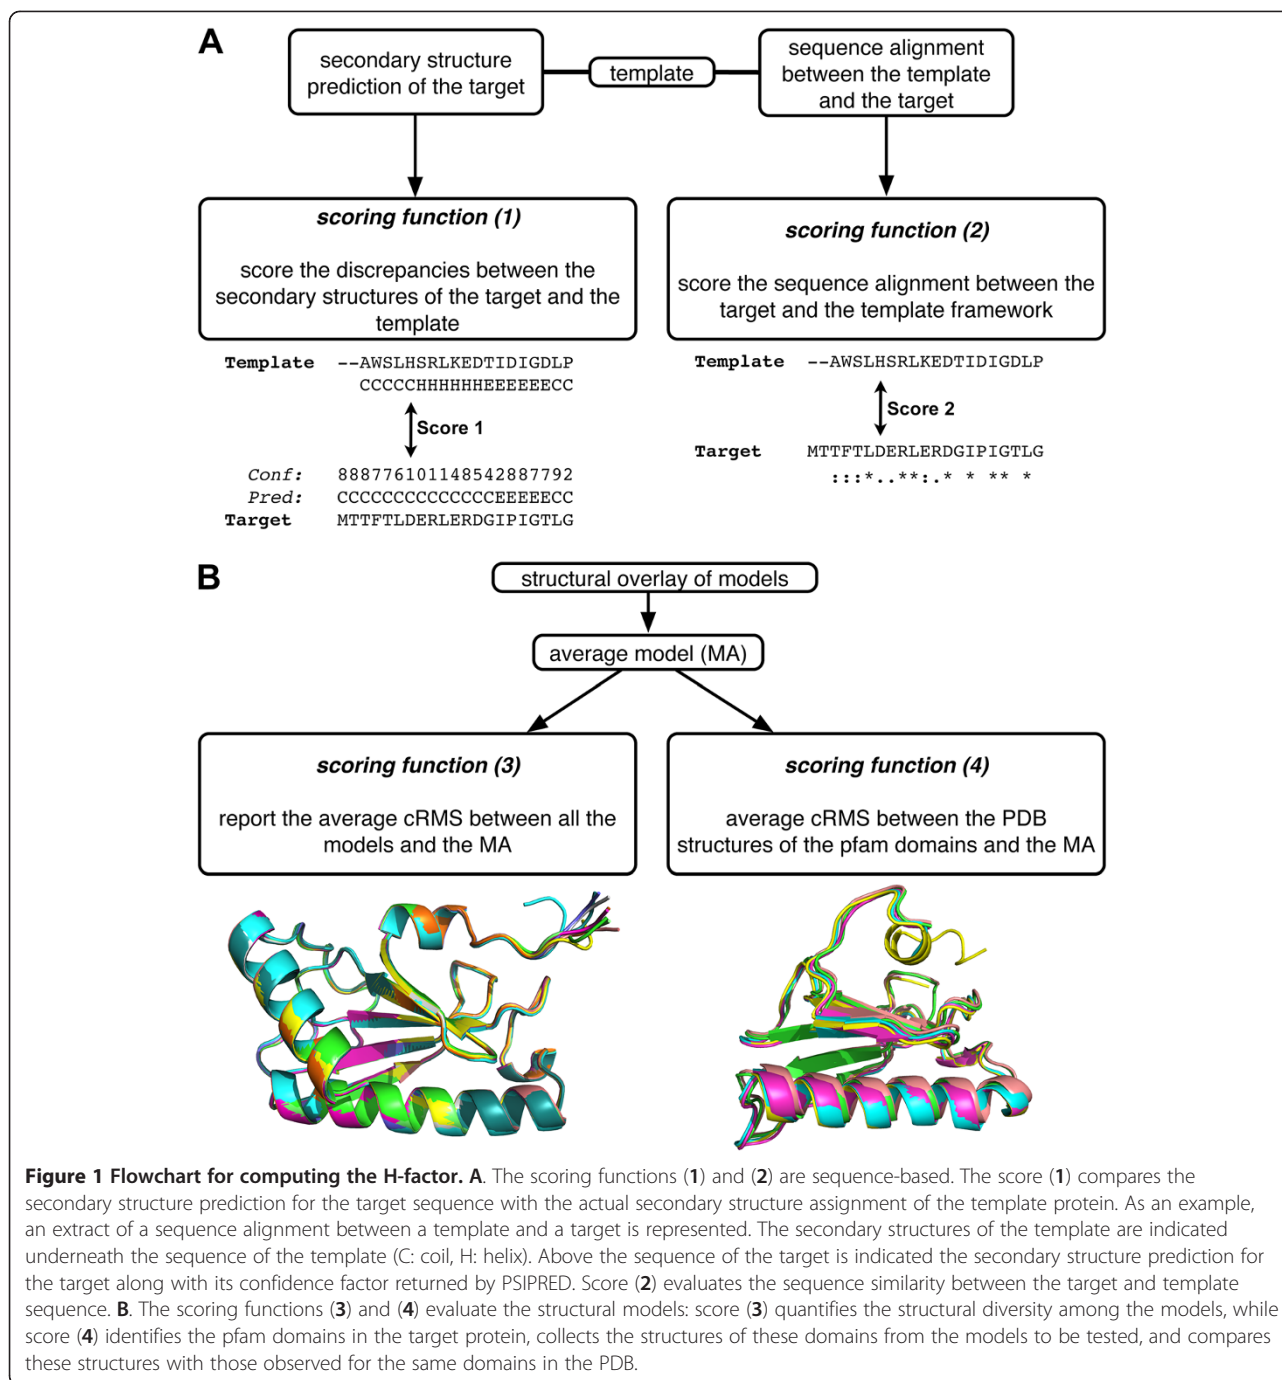 A
secondary structure
prediction of the target
template
sequence alignment
between the template
and the target
scoring function (1)
score the discrepancies between the
secondary structures of the target and the
template
scoring function (2)
score the sequence alignment between the
target and the template framework
Template --AWSLHSRLKEDTIDIGDLP
CCCCCHHHHHHEEEEEECC
Score 1
Conf: 888776101148542887792
Pred: CCCCCCCCCCCCCCEEEEECC
Target MTTFTLDERLERDGIPIGTLG
Template --AWSLHSRLKEDTIDIGDLP
Score 2
Target MTTFTLDERLERDGIPIGTLG
:::*..**:.* * ** *
B
structural overlay of models
average model (MA)
scoring function (3)
report the average cRMS between all the
models and the MA
scoring function (4)
average cRMS between the PDB
structures of the pfam domains and the MA
Figure 1 Flowchart for computing the H-factor. A. The scoring functions (1) and (2) are sequence-based. The score (1) compares the
secondary structure prediction for the target sequence with the actual secondary structure assignment of the template protein. As an example,
an extract of a sequence alignment between a template and a target is represented. The secondary structures of the template are indicated
underneath the sequence of the template (C: coil, H: helix). Above the sequence of the target is indicated the secondary structure prediction for
the target along with its confidence factor returned by PSIPRED. Score (2) evaluates the sequence similarity between the target and template
sequence. B. The scoring functions (3) and (4) evaluate the structural models: score (3) quantifies the structural diversity among the models, while
score (4) identifies the pfam domains in the target protein, collects the structures of these domains from the models to be tested, and compares
these structures with those observed for the same domains in the PDB.